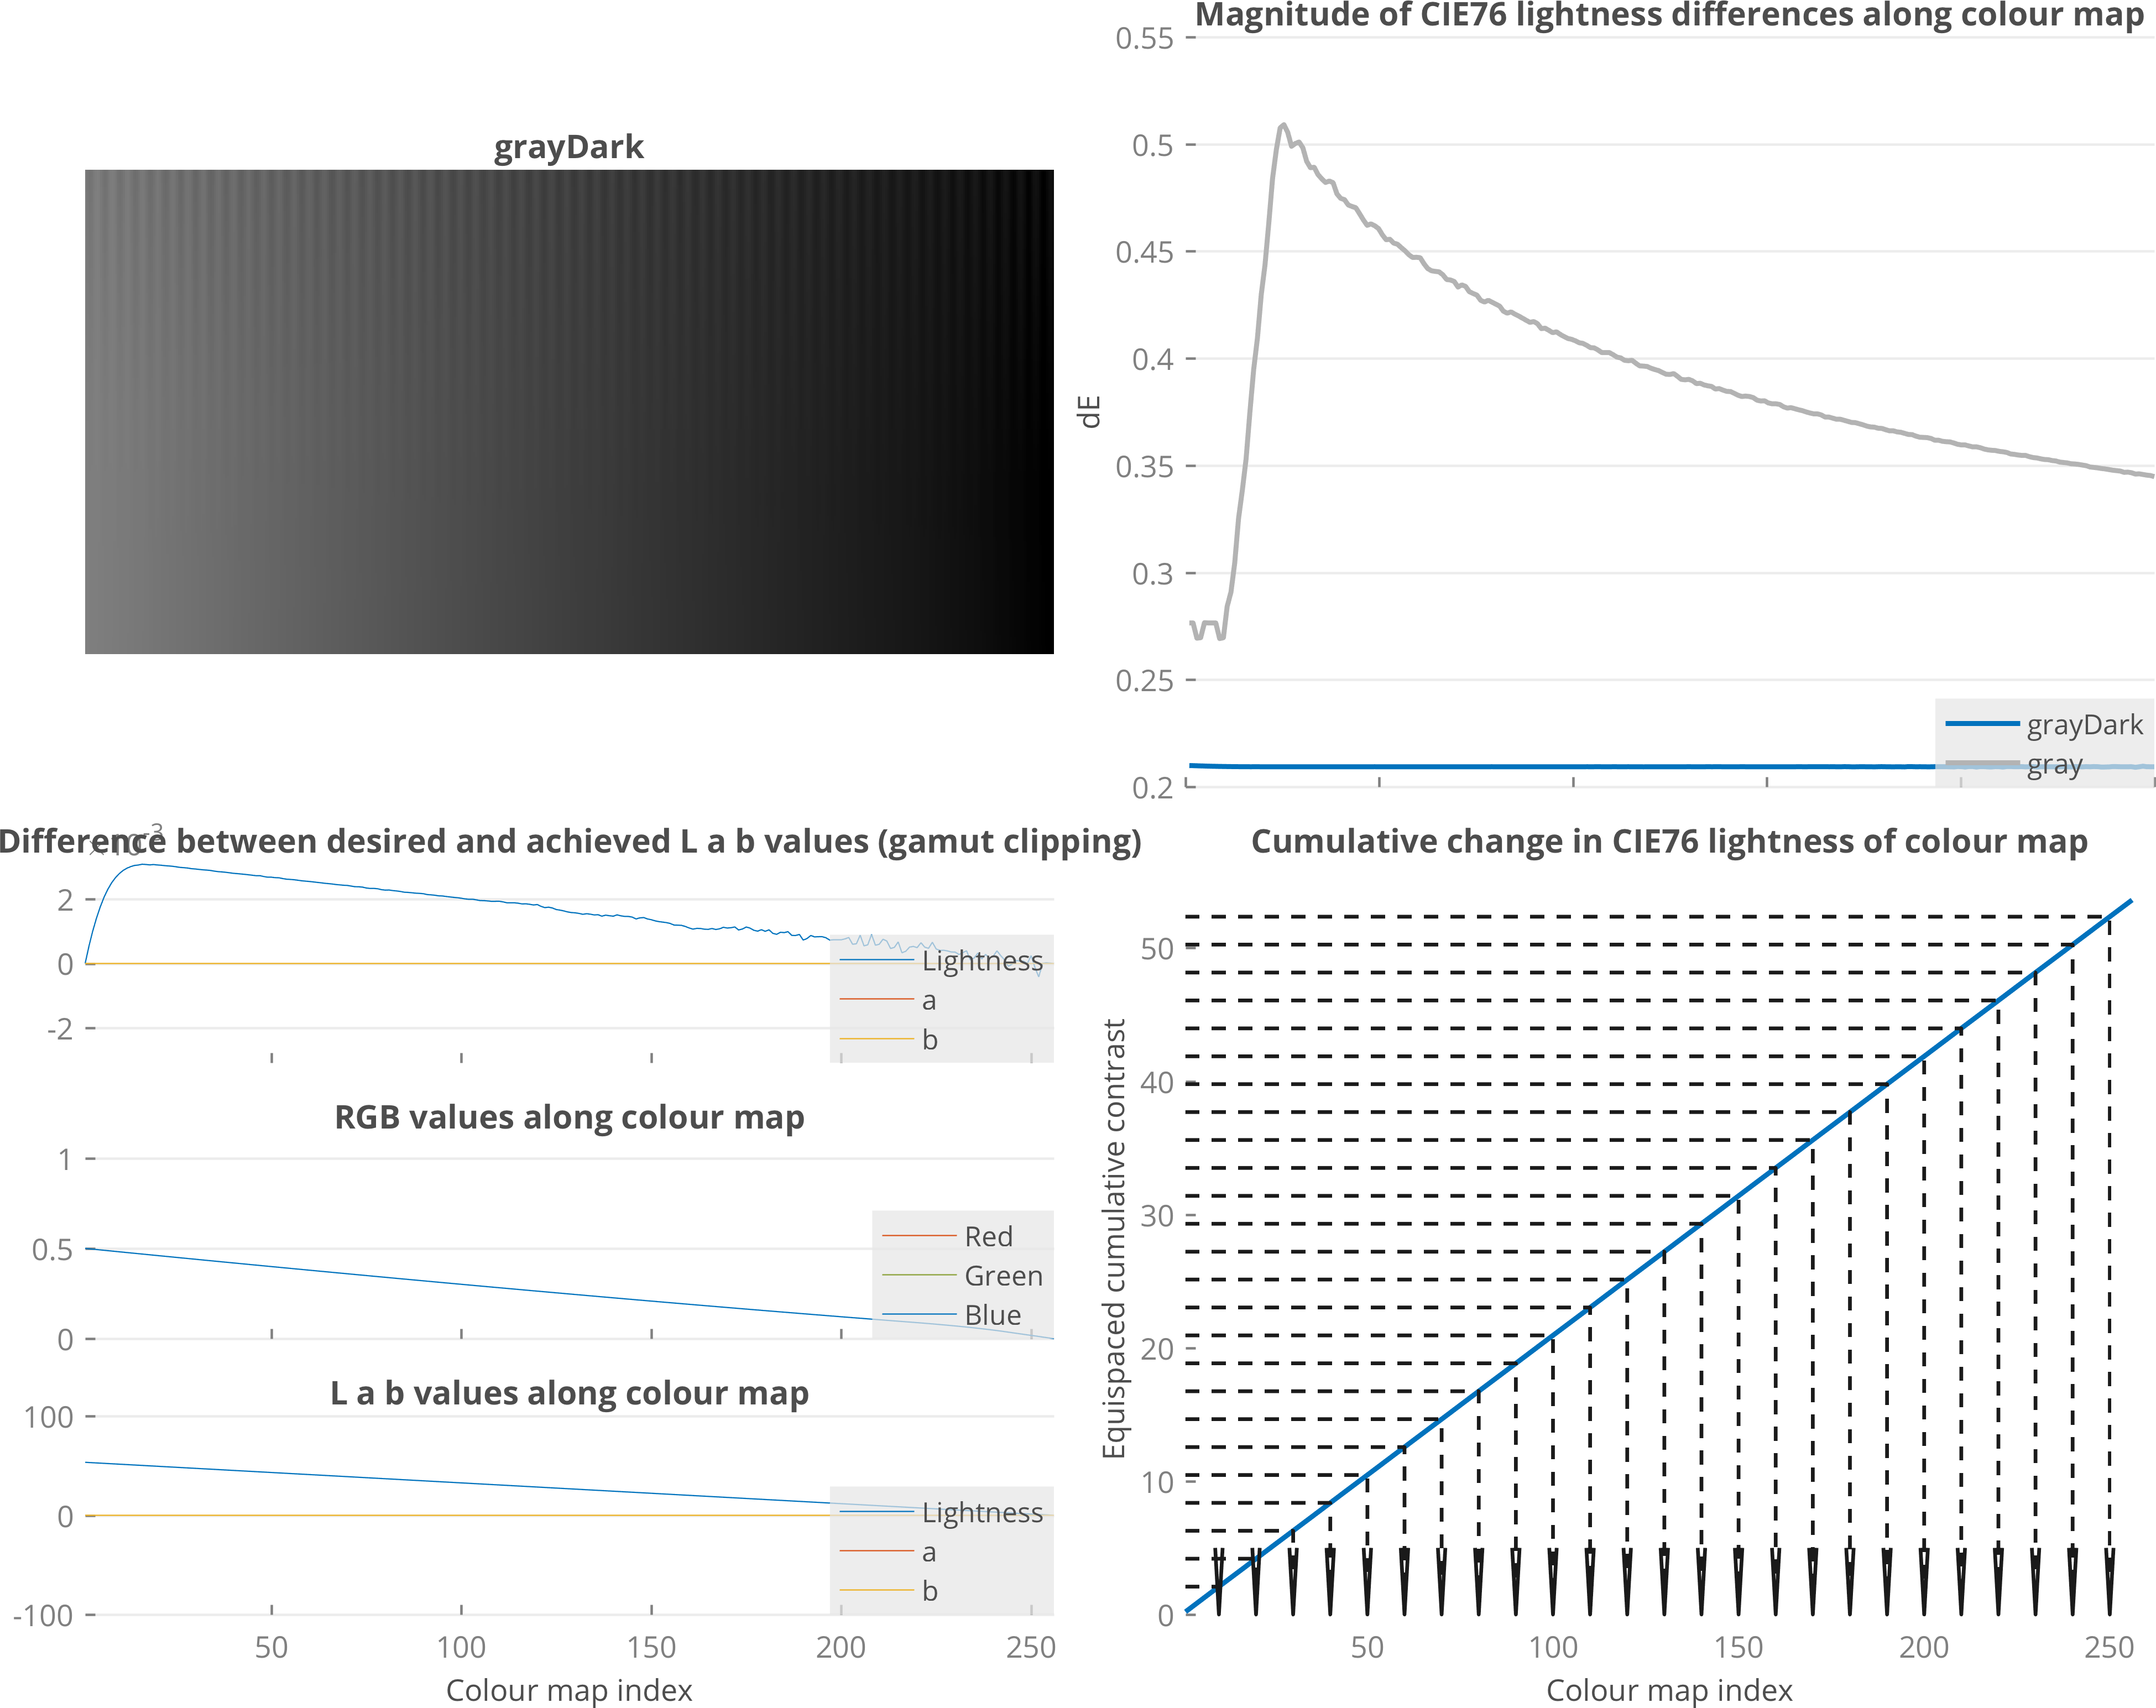 grayDark
Magnitude of CIE76 lightness differences along colour map
0.55
0.5
0.45
0.4
0.35
0.3
0.25
0.2
dE
grayDark
gray
Difference between desired and achieved L a b values (gamut clipping)
× 10-3
2
0
-2
Lightness
a
b
RGB values along colour map
1
0.5
0
Red
Green
Blue
L a b values along colour map
100
0
-100
Lightness
a
b
50 100 150 200 250
Colour map index
Cumulative change in CIE76 lightness of colour map
50
40
30
20
10
0
Equispaced cumulative contrast
50 100 150 200 250
Colour map index